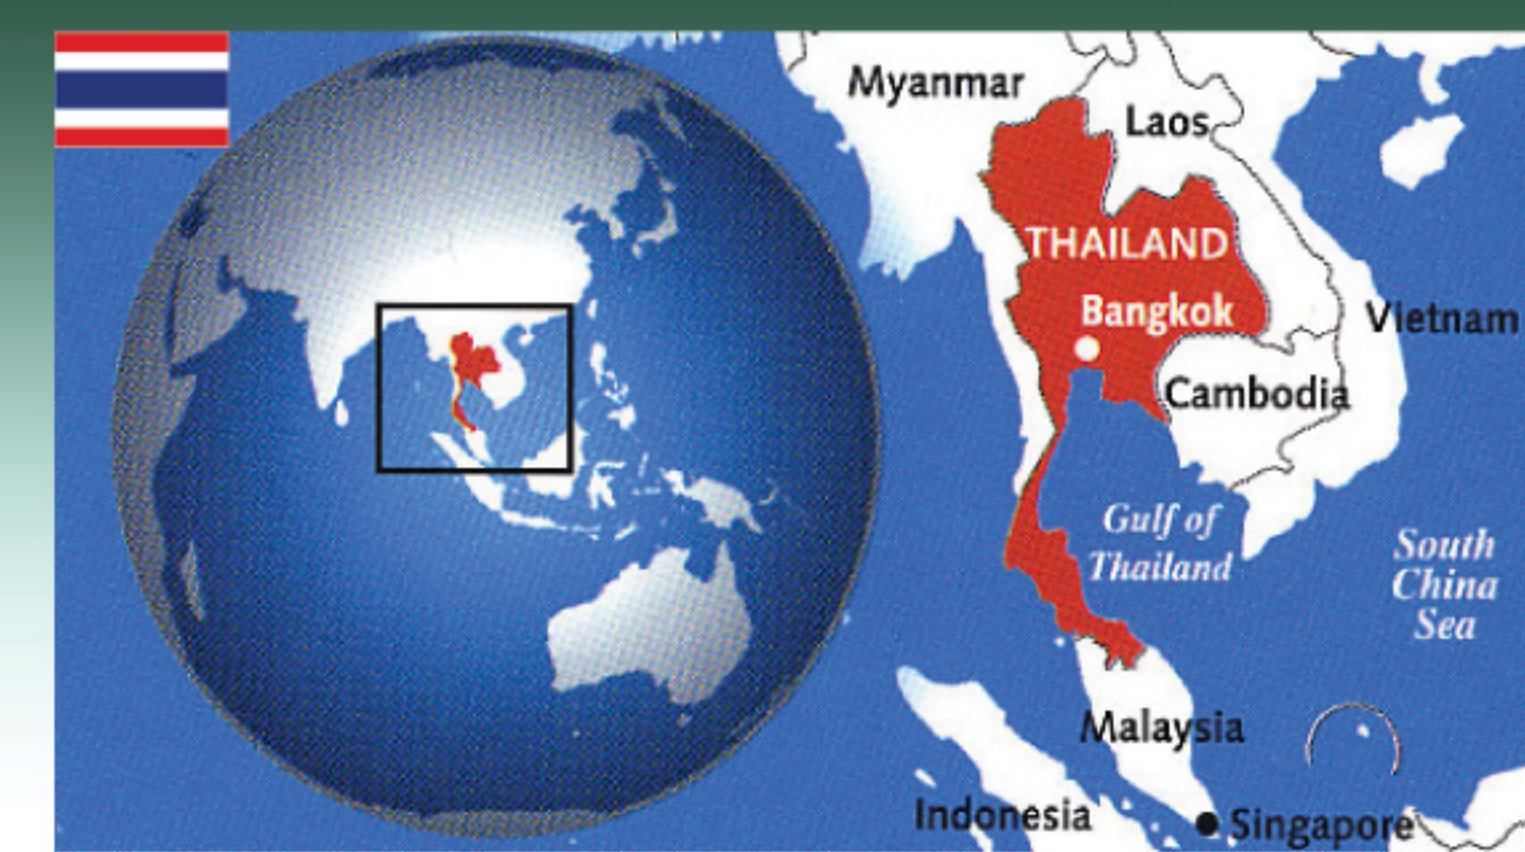 Myanmar
Laos
THAILAND
Bangkok
Vietnam
Cambodia
Gulf of
Thailand
South
China
Sea
Malaysia
Indonesia
Singapore